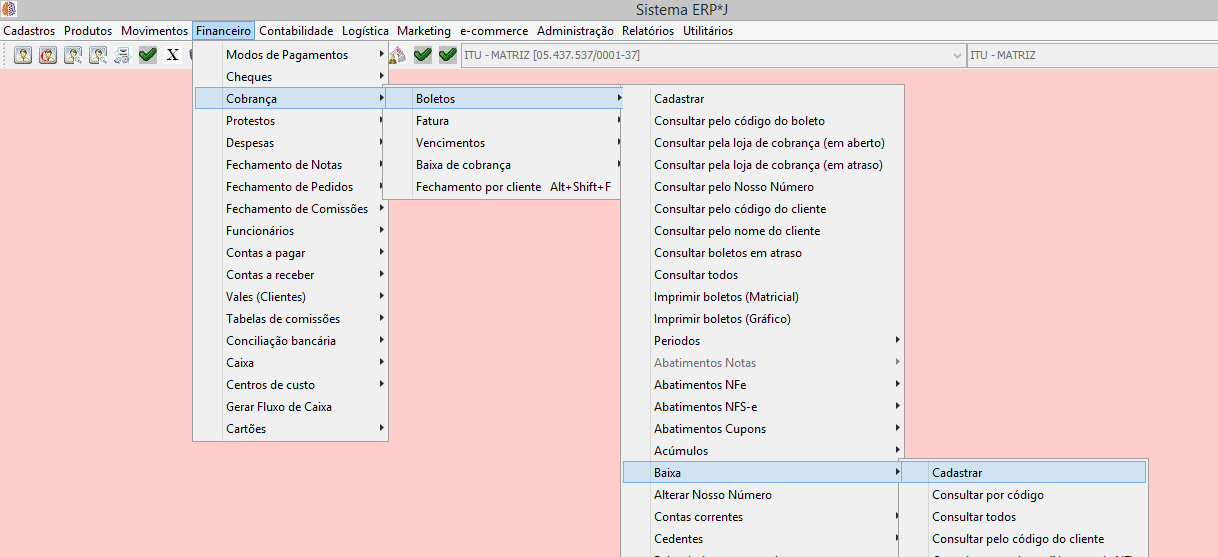 Sistema ERP*J
Cadastros Produtos Movimentos Financeiro Contabilidade Logística Marketing e-commerce Administração Relatórios Utilitários
X
ITU - MATRIZ [05.437.537/0001-37] ITU - MATRIZ
Modos de Pagamentos
Cheques
Cobrança
Protestos
Despesas
Fechamento de Notas
Fechamento de Pedidos
Fechamento de Comissões
Funcionários
Contas a pagar
Contas a receber
Vales (Clientes)
Tabelas de comissões
Conciliação bancária
Caixa
Centros de custo
Gerar Fluxo de Caixa
Cartões
Boletos
Fatura
Vencimentos
Baixa de cobrança
Fechamento por cliente Alt+Shift+F
Cadastrar
Consultar pelo código do boleto
Consultar pela loja de cobrança (em aberto)
Consultar pela loja de cobrança (em atraso)
Consultar pelo Nosso Número
Consultar pelo código do cliente
Consultar pelo nome do cliente
Consultar boletos em atraso
Consultar todos
Imprimir boletos (Matricial)
Imprimir boletos (Gráfico)
Periodos
Abatimentos Notas
Abatimentos NFe
Abatimentos NFS-e
Abatimentos Cupons
Acúmulos
Baixa
Alterar Nosso Número
Contas correntes
Cedentes
Cadastrar
Consultar por código
Consultar todos
Consultar pelo código do cliente